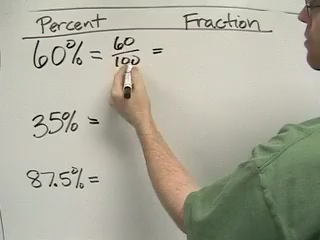 Percent Fraction
60% = 60/100 =
35% =
87.5% =